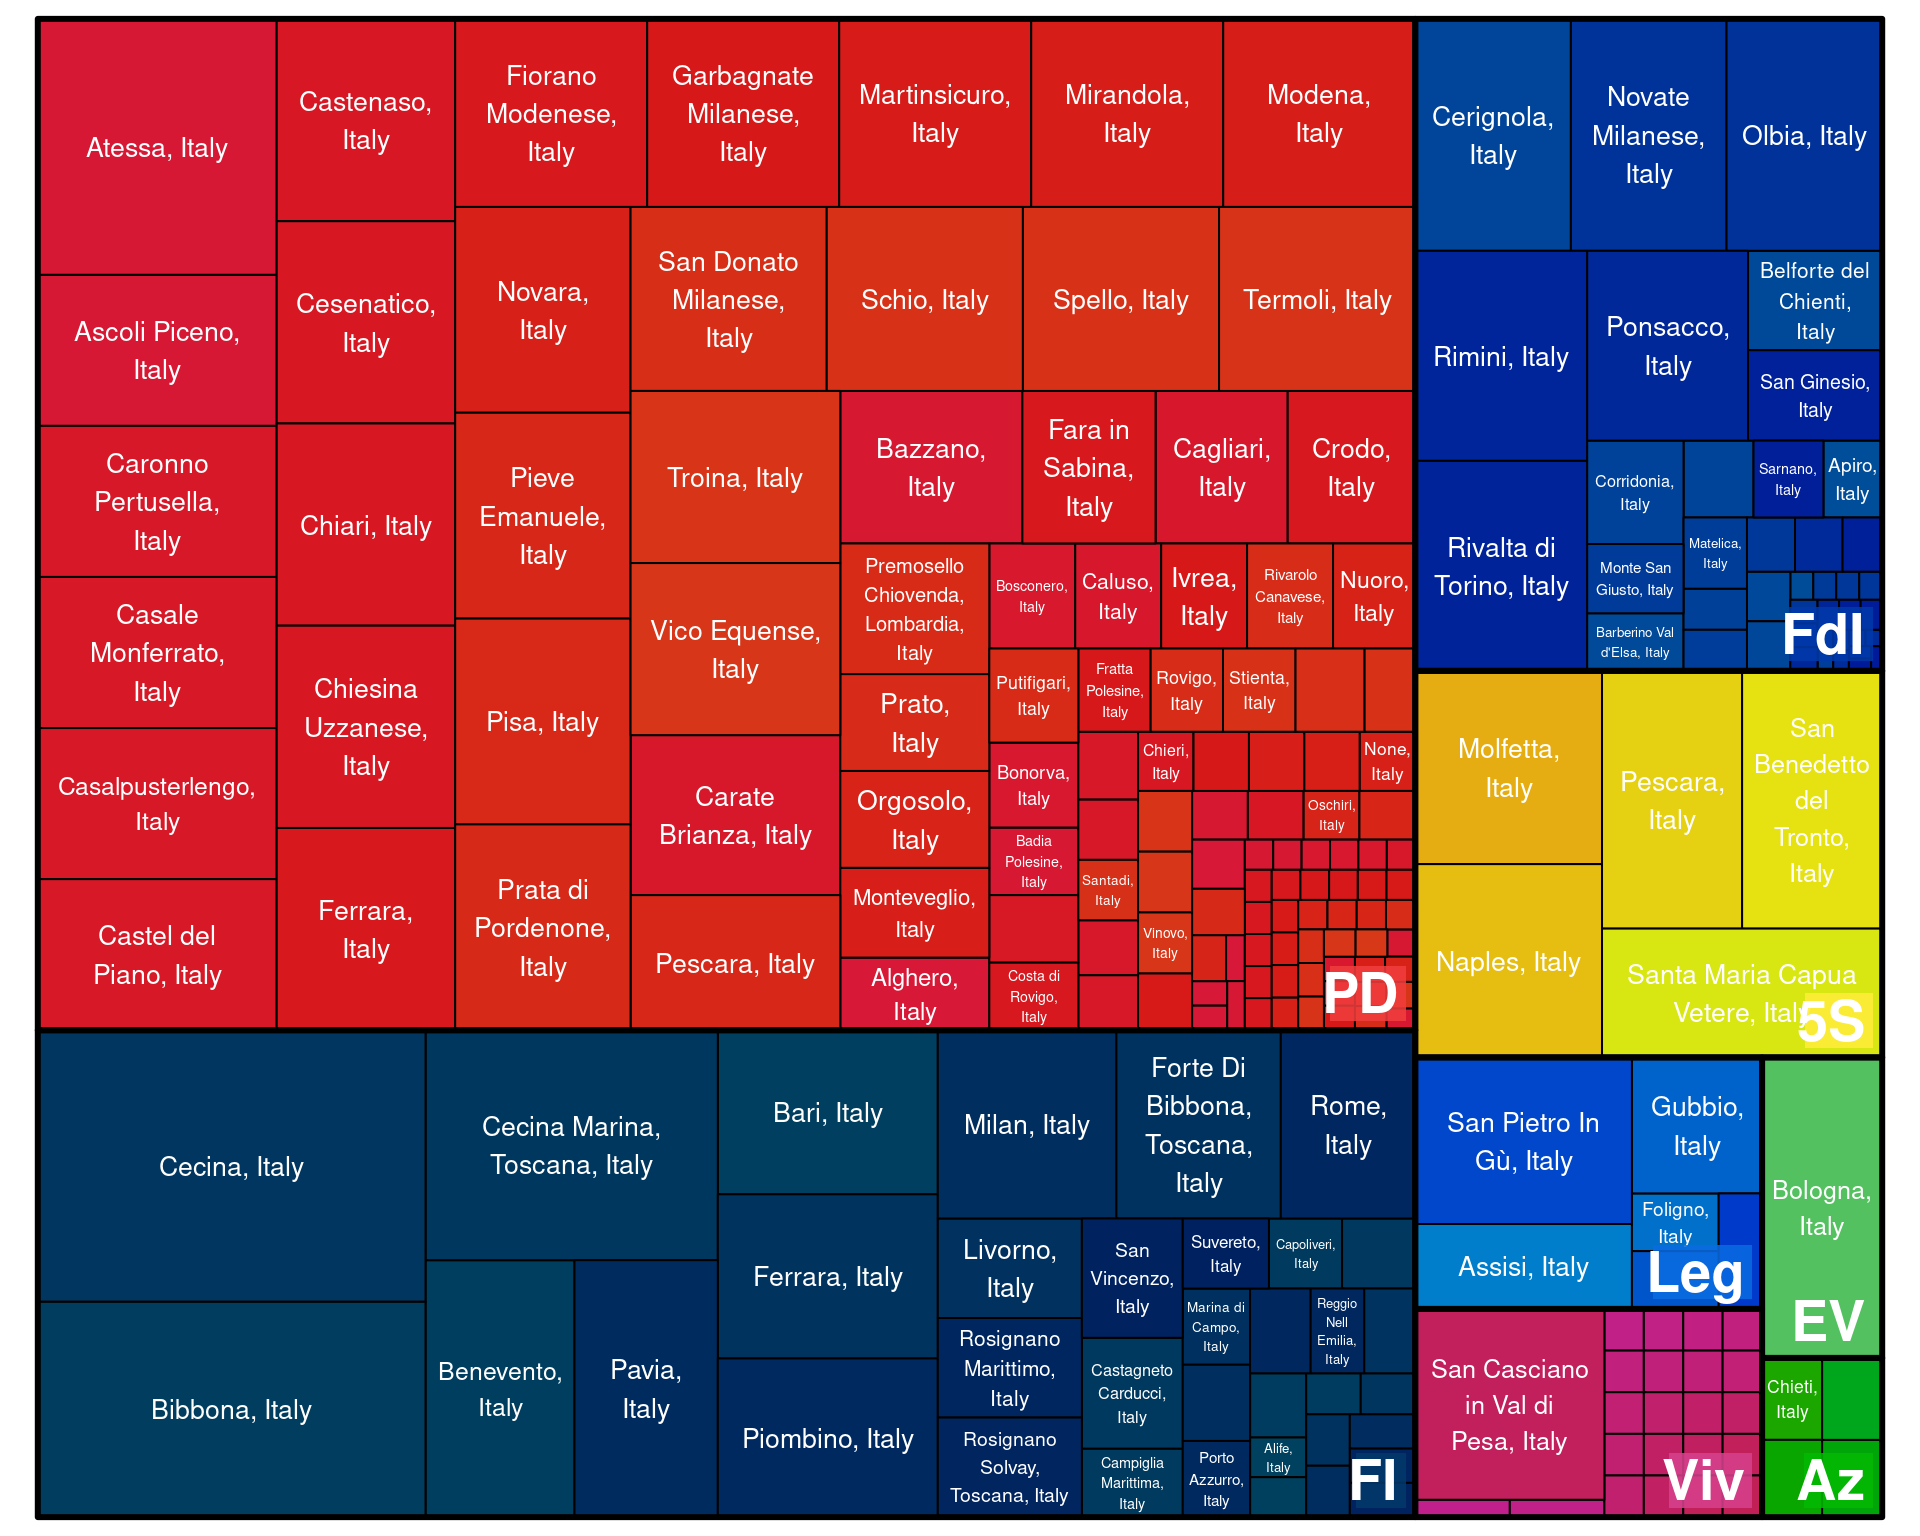 Atessa, Italy
Ascoli Piceno,
Italy
Caronno
Pertusella,
Italy
Casale
Monferrato,
Italy
Casalpusterlengo,
Italy
Castel del
Piano, Italy
Castenaso,
Italy
Cesenatico,
Italy
Chiari, Italy
Chiesina
Uzzanese,
Italy
Ferrara,
Italy
Fiorano
Modenese,
Italy
Garbagnate
Milanese,
Italy
Martinsicuro,
Italy
Mirandola,
Italy
Modena,
Italy
Novara,
Italy
Pieve
Emanuele,
Italy
Pisa, Italy
Prata di
Pordenone,
Italy
San Donato
Milanese,
Italy
Schio, Italy
Spello, Italy
Termoli, Italy
Troina, Italy
Vico Equense,
Italy
Carate
Brianza, Italy
Pescara, Italy
Bazzano,
Italy
Fara in
Sabina,
Italy
Cagliari,
Italy
Crodo,
Italy
Premosello
Chiovenda,
Lombardia,
Italy
Prato,
Italy
Orgosolo,
Italy
Monteveglio,
Italy
Alghero,
Italy
Bosconero,
Italy
Caluso,
Italy
Ivrea,
Italy
Rivarolo
Canavese,
Italy
Nuoro,
Italy
Putifigari,
Italy
Bonorva,
Italy
Badia
Polesine,
Italy
Costa di
Rovigo,
Italy
Fratta
Polesine,
Italy
Rovigo,
Italy
Stienta,
Italy
Chieri,
Italy
None,
Italy
Oschiri,
Italy
Santadi,
Italy
Vinovo,
Italy
PD
Cecina, Italy
Bibbona, Italy
Cecina Marina,
Toscana, Italy
Benevento,
Italy
Pavia,
Italy
Bari, Italy
Ferrara, Italy
Piombino, Italy
Milan, Italy
Forte Di
Bibbona,
Toscana,
Italy
Rome,
Italy
Livorno,
Italy
Rosignano
Marittimo,
Italy
Rosignano
Solvay,
Toscana, Italy
San
Vincenzo,
Italy
Castagneto
Carducci,
Italy
Campiglia
Marittima,
Italy
Suvereto,
Italy
Capoliveri,
Italy
Marina di
Campo,
Italy
Reggio
Nell
Emilia,
Italy
Porto
Azzurro,
Italy
Alife,
Italy
FI
Cerignola,
Italy
Novate
Milanese,
Italy
Olbia, Italy
Rimini, Italy
Rivalta di
Torino, Italy
Ponsacco,
Italy
Belforte del
Chienti,
Italy
San Ginesio,
Italy
Corridonia,
Italy
Monte San
Giusto, Italy
Barberino Val
d'Elsa, Italy
Sarnano,
Italy
Apiro,
Italy
Matelica,
Italy
FdI
Molfetta,
Italy
Naples, Italy
Pescara,
Italy
San
Benedetto
del
Tronto,
Italy
Santa Maria Capua
Vetere, Italy
5S
San Pietro In
Gù, Italy
Assisi, Italy
Gubbio,
Italy
Foligno,
Italy
Leg
Bologna,
Italy
EV
San Casciano
in Val di
Pesa, Italy
Viv
Chieti,
Italy
Az